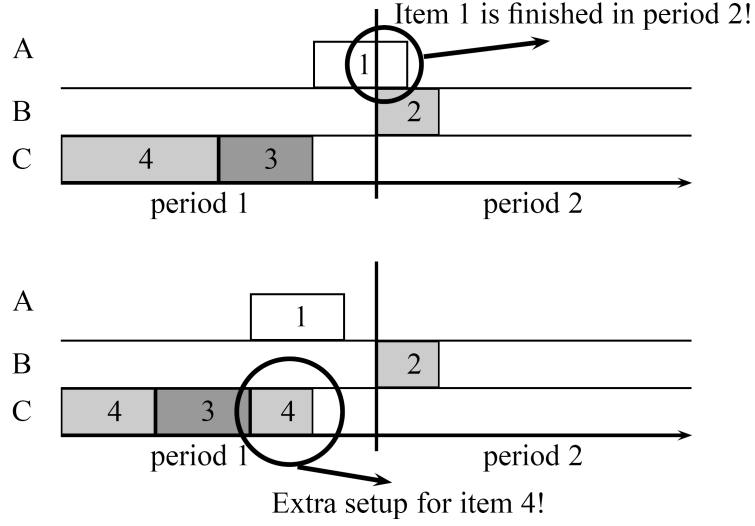 Item 1 is finished in period 2!
A
1
B
2
C
4 3
period 1 period 2
A
1
B
2
C
4 3 4
period 1 period 2
Extra setup for item 4!